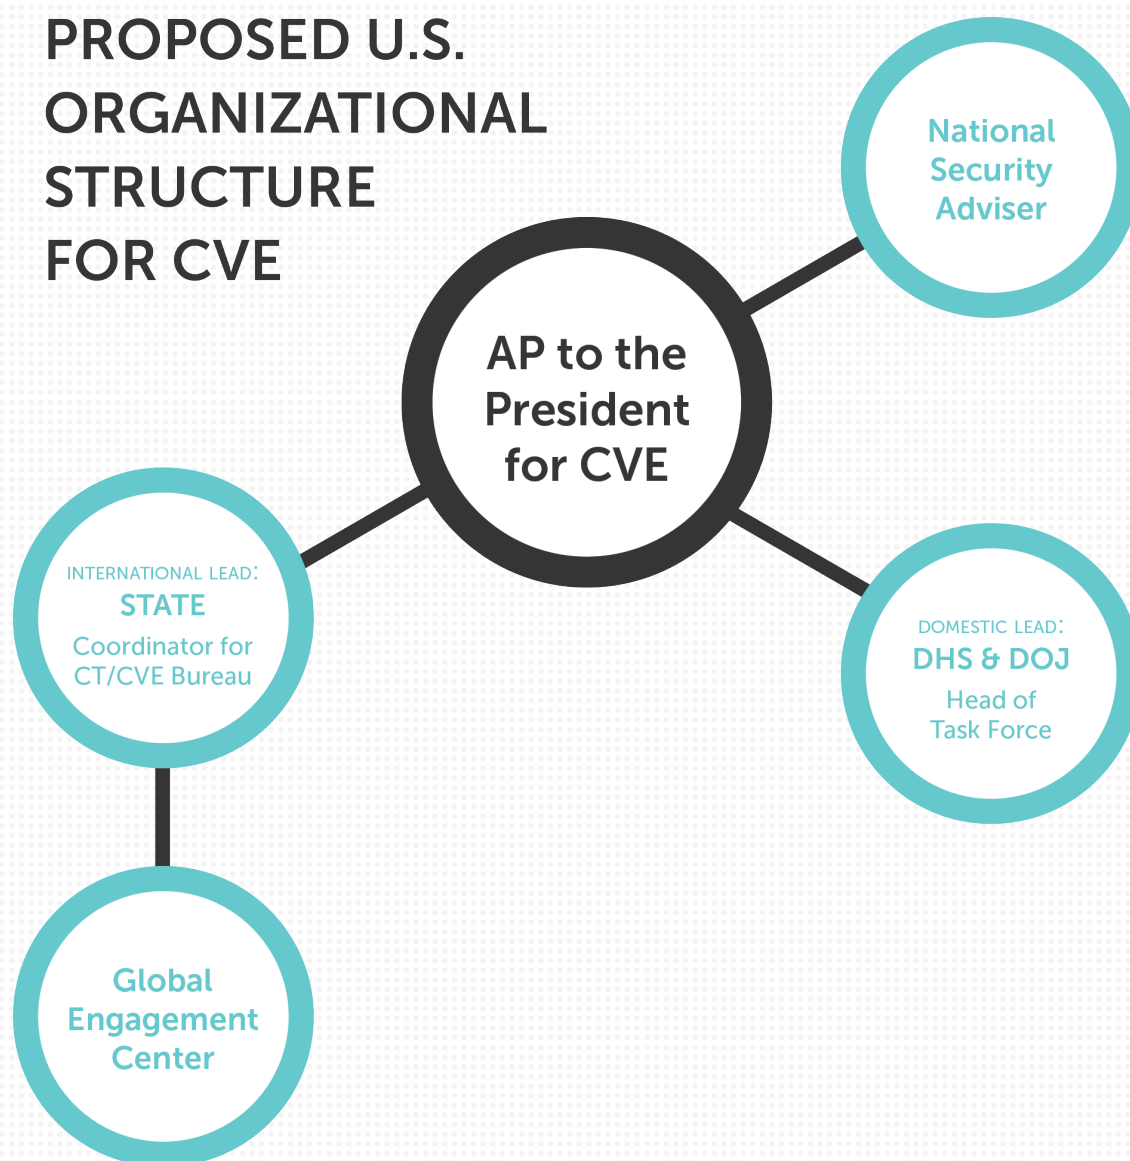 PROPOSED U.S.
ORGANIZATIONAL
STRUCTURE
FOR CVE
National
Security
Adviser
AP to the
President
for CVE
INTERNATIONAL LEAD:
STATE
Coordinator for
CT/CVE Bureau
DOMESTIC LEAD:
DHS & DOJ
Head of
Task Force
Global
Engagement
Center